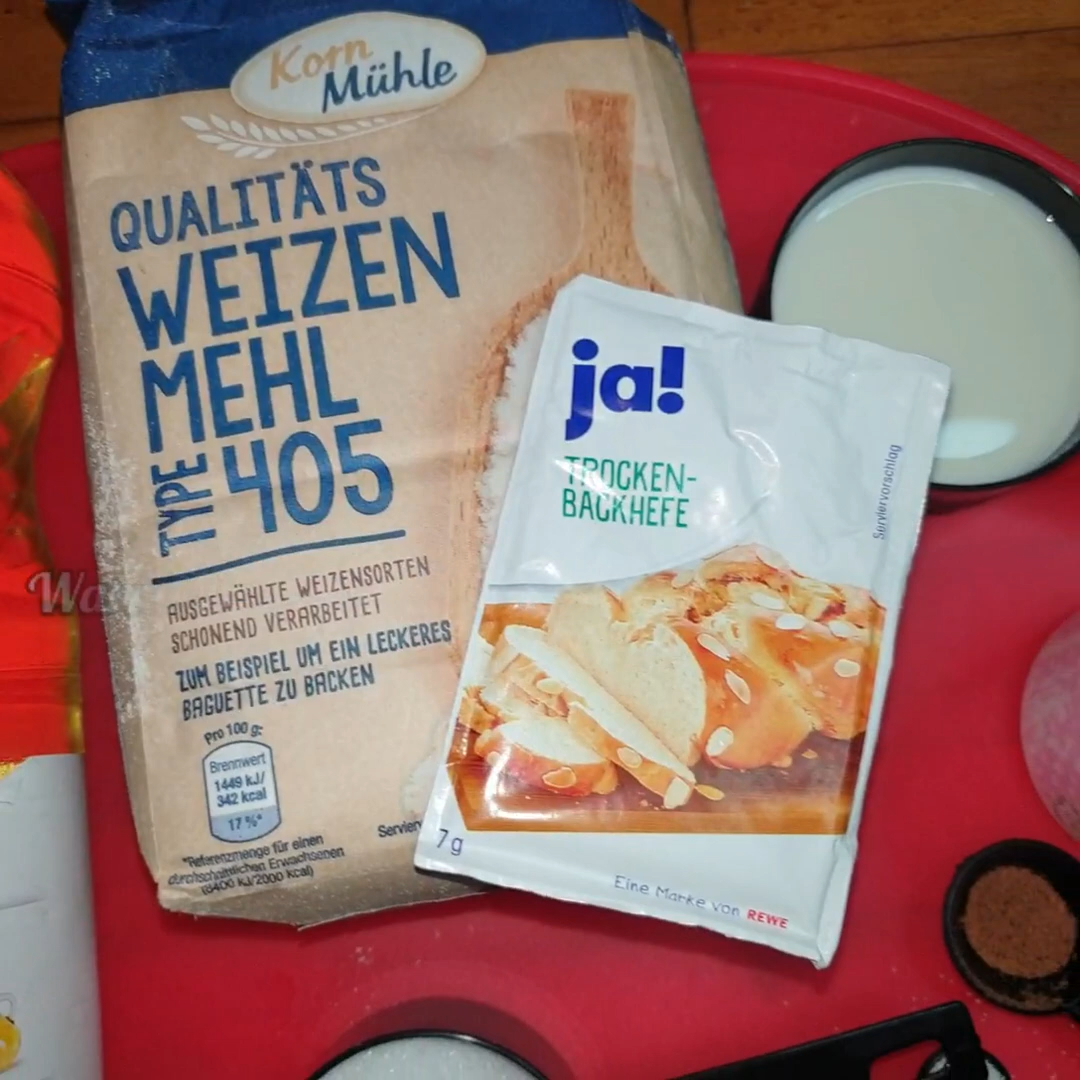 Korn
Mühle
QUALITÄTS
WEIZEN
MEHL
TYPE 405
AUSGEWÄHLTE WEIZENSORTEN
SCHONEND VERARBEITET
ZUM BEISPIEL UM EIN LECKERES
BAGUETTE ZU BACKEN
Pro 100 g:
Brennwert
1449 kJ/
342 kcal
17 %*
*Referenzmenge für einen
durchschnittlichen Erwachsenen
(8400 kJ/2000 kcal)
Servier
ja!
TROCKEN-
BACKHEFE
Serviervorschlag
7 g
Eine Marke von REWE